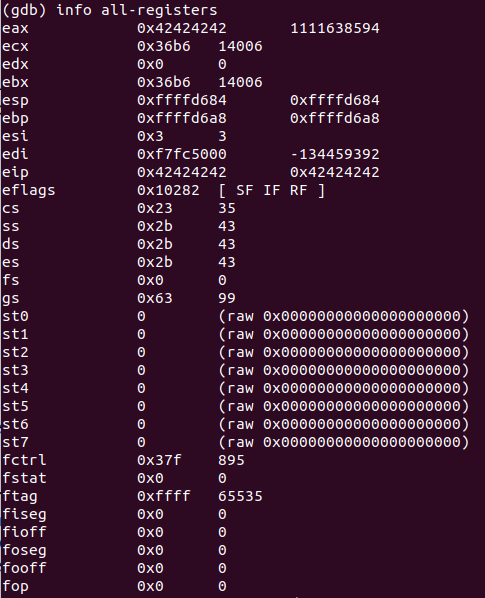 (gdb) info all-registers
eax 0x42424242 1111638594
ecx 0x36b6 14006
edx 0x0 0
ebx 0x36b6 14006
esp 0xffffd684 0xffffd684
ebp 0xffffd6a8 0xffffd6a8
esi 0x3 3
edi 0xf7fc5000 -134459392
eip 0x42424242 0x42424242
eflags 0x10282 [ SF IF RF ]
cs 0x23 35
ss 0x2b 43
ds 0x2b 43
es 0x2b 43
fs 0x0 0
gs 0x63 99
st0 0 (raw 0x00000000000000000000)
st1 0 (raw 0x00000000000000000000)
st2 0 (raw 0x00000000000000000000)
st3 0 (raw 0x00000000000000000000)
st4 0 (raw 0x00000000000000000000)
st5 0 (raw 0x00000000000000000000)
st6 0 (raw 0x00000000000000000000)
st7 0 (raw 0x00000000000000000000)
fctrl 0x37f 895
fstat 0x0 0
ftag 0xffff 65535
fiseg 0x0 0
fioff 0x0 0
foseg 0x0 0
fooff 0x0 0
fop 0x0 0